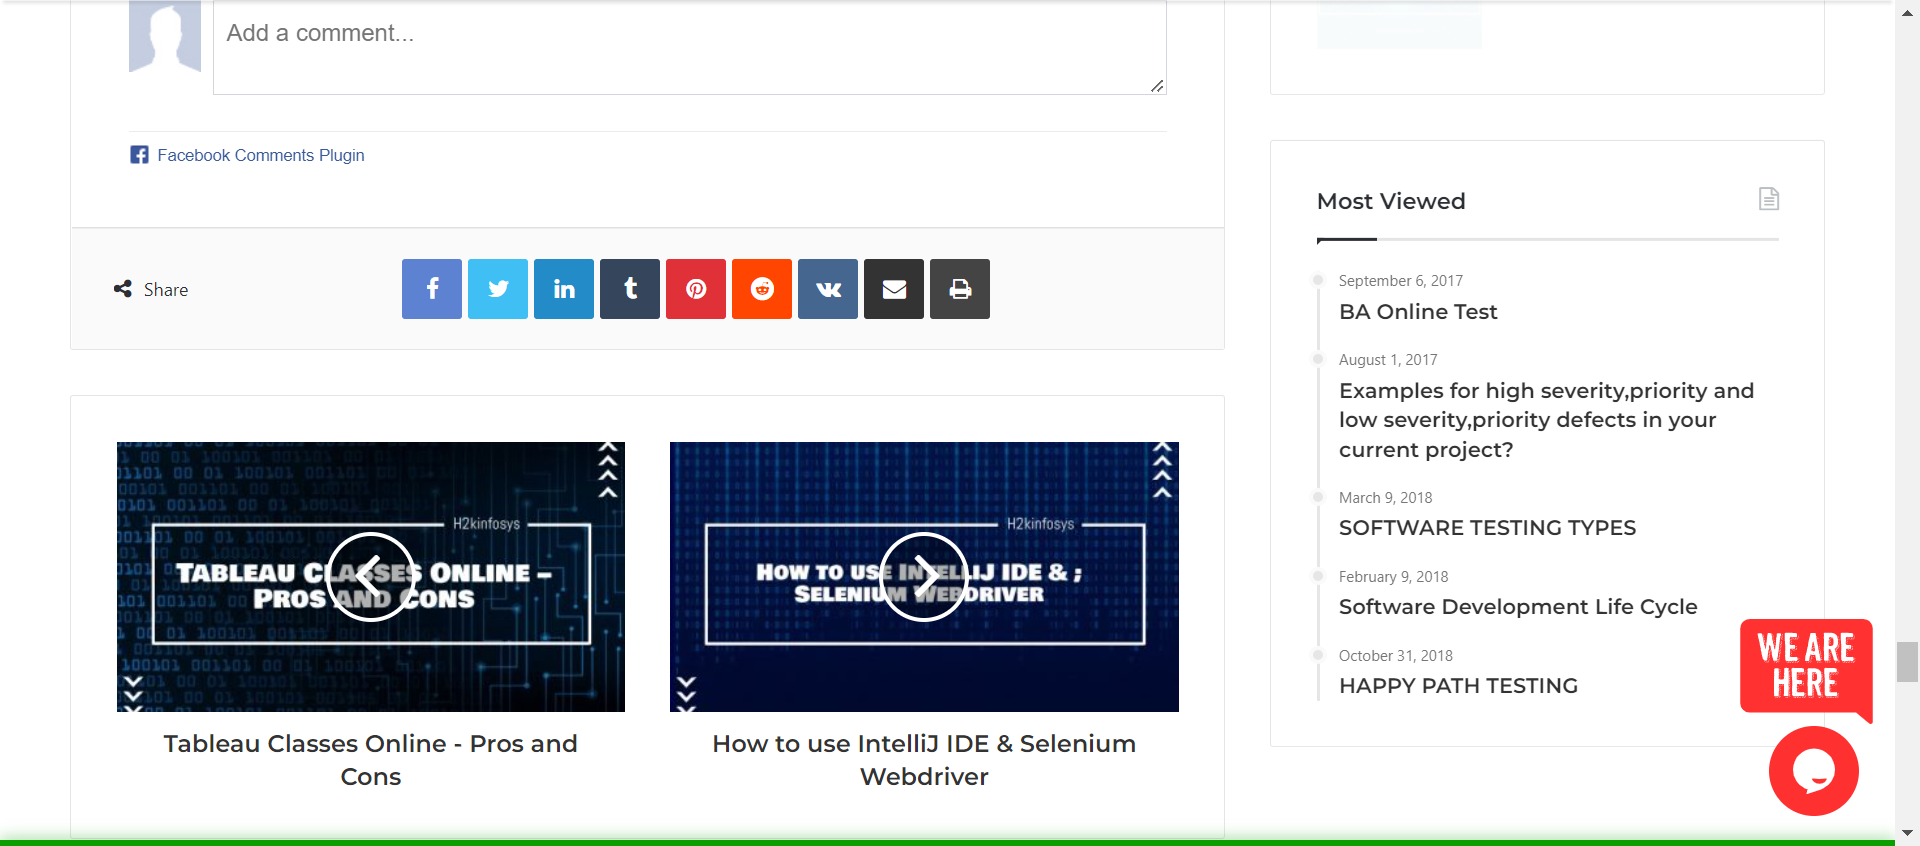 Add a comment...
Facebook Comments Plugin
Share
H2kinfosys
TABLEAU CLASSES ONLINE –
PROS AND CONS
H2kinfosys
HOW TO USE INTELLIJ IDE & ;
SELENIUM WEBDRIVER
Tableau Classes Online - Pros and
Cons
How to use IntelliJ IDE & Selenium
Webdriver
Most Viewed
September 6, 2017
BA Online Test
August 1, 2017
Examples for high severity,priority and
low severity,priority defects in your
current project?
March 9, 2018
SOFTWARE TESTING TYPES
February 9, 2018
Software Development Life Cycle
October 31, 2018
HAPPY PATH TESTING
WE ARE
HERE